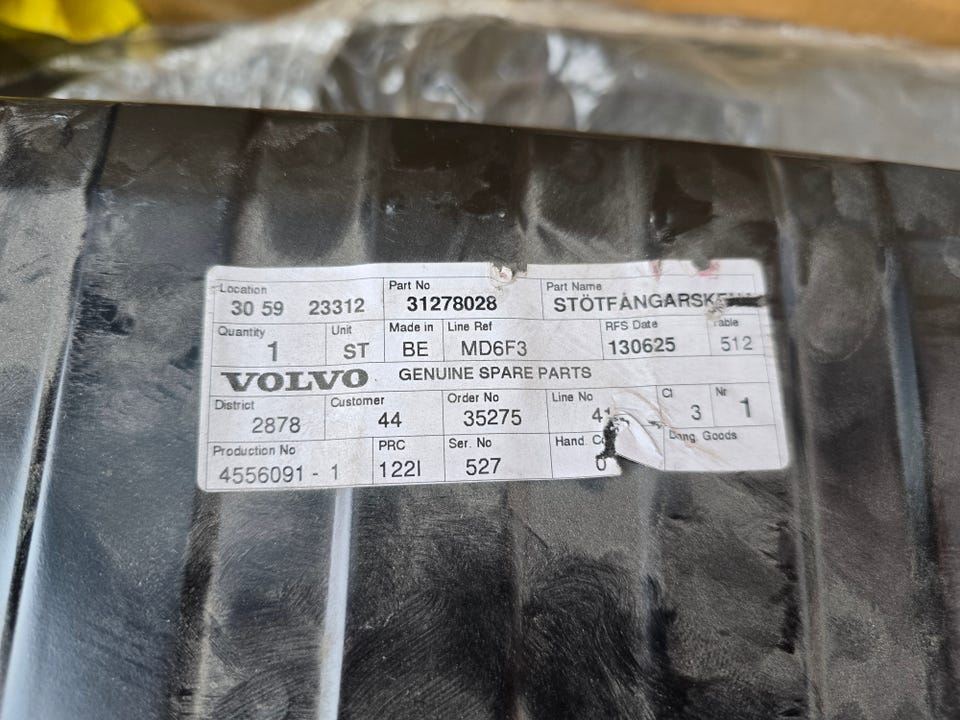 Location Part No Part Name
30 59 23312 31278028
Quantity Unit Made in Line Ref RFS Date
1 ST BE MD6F3 130625 512
VOLVO GENUINE SPARE PARTS
District Customer Order No Line No Cl Nr
2878 44 35275 3 1
Production No PRC Ser. No Hand. Dang. Goods
4556091 - 1 122I 527 0